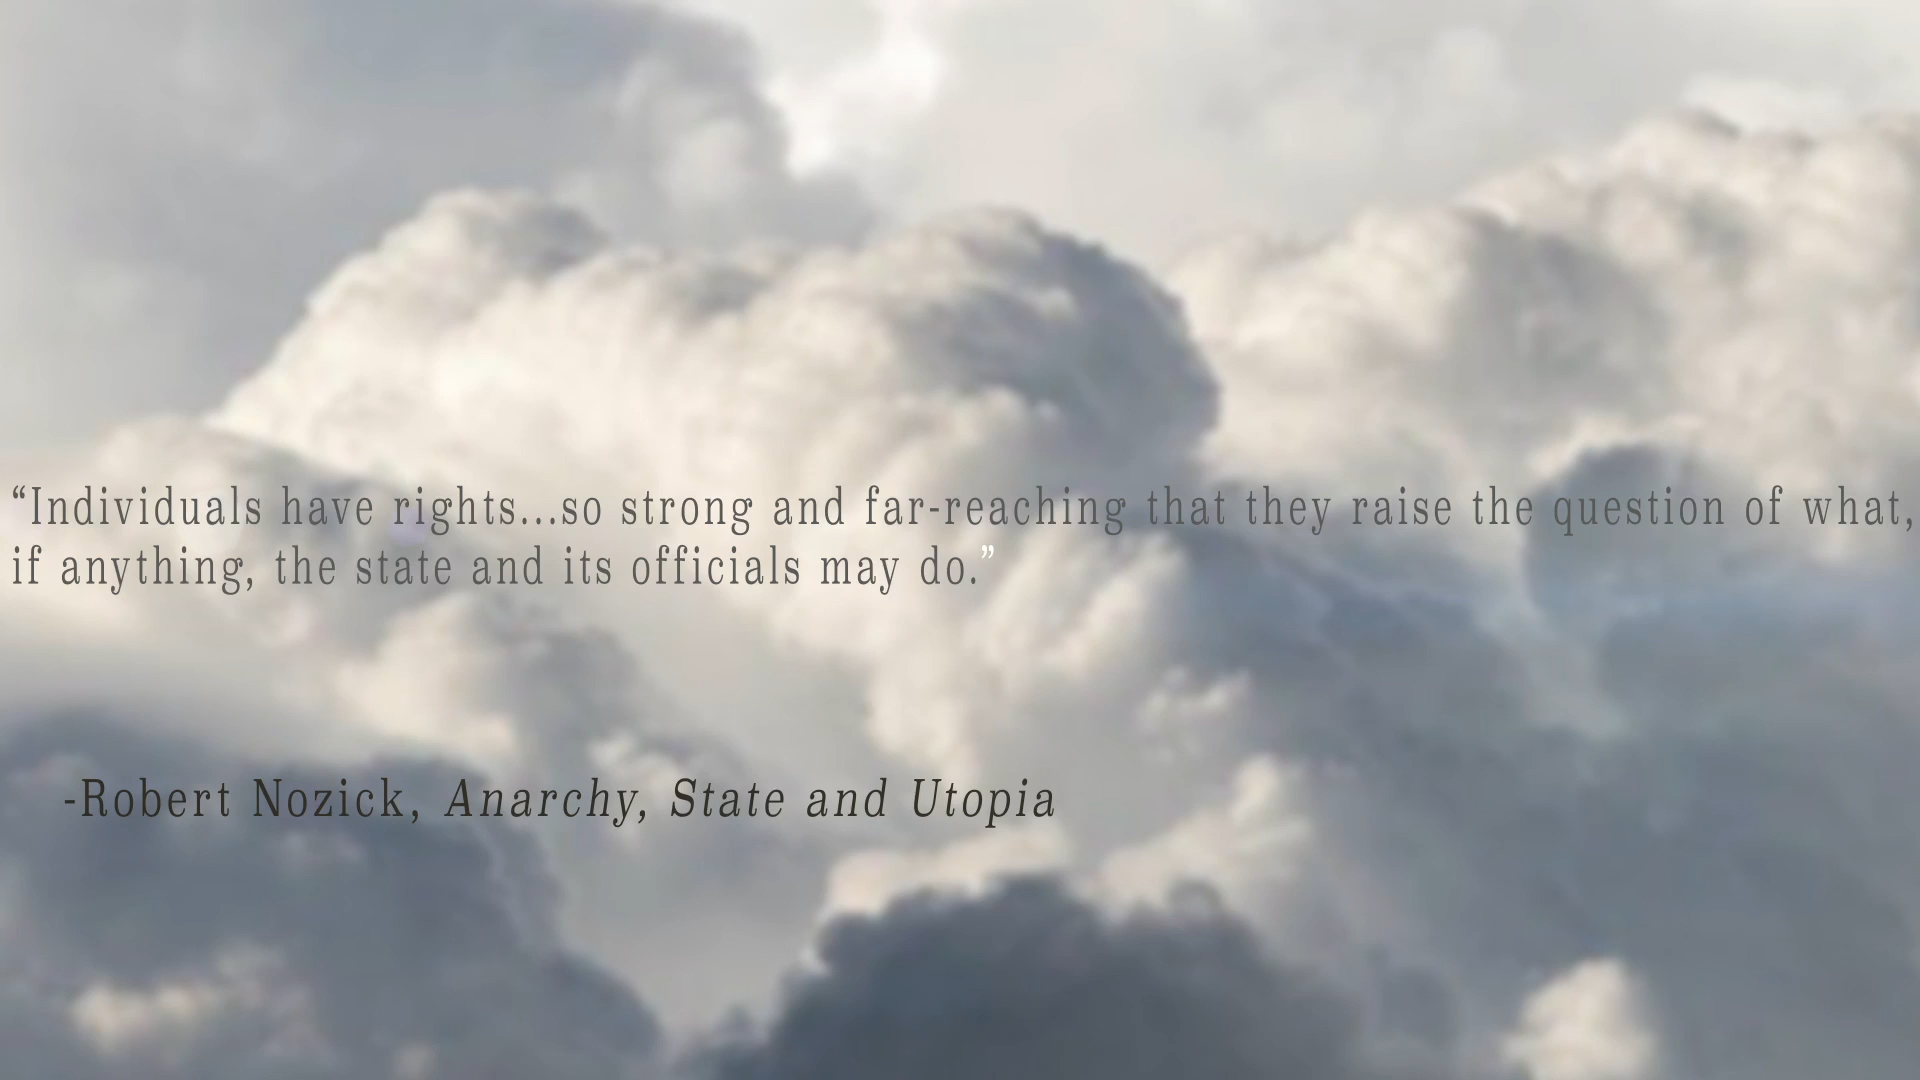 “Individuals have rights...so strong and far-reaching that they raise the question of what,
if anything, the state and its officials may do.”
-Robert Nozick, Anarchy, State and Utopia